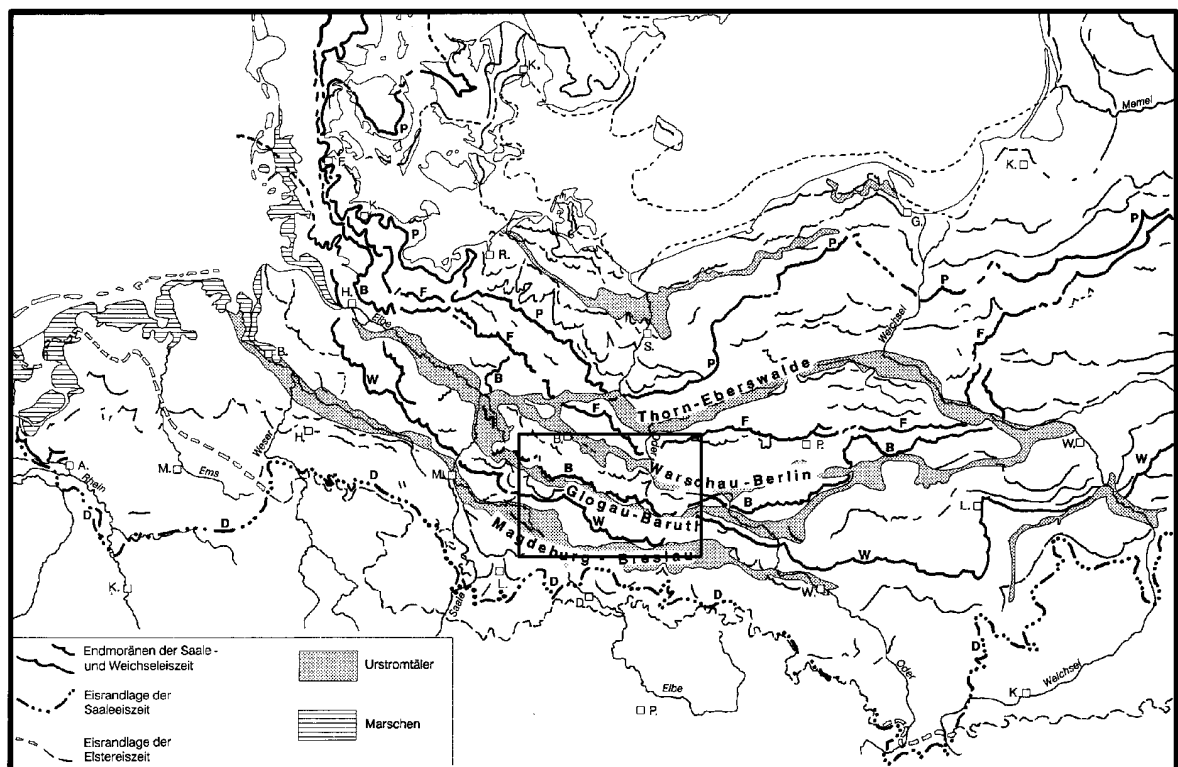 K.
P
Memel
F.
K.
K.
G.
P
P
R.
P
P
H.
B
F
P
P
Elbe
Weichsel
F
S.
B.
P
W
B
Thorn-Eberswalde
H.
F
B.
Oder
F
P.
F
W.
A.
Rhein
M.
Ems
Weser
M.
B
Warschau-Berlin
B
W
D
D
D
Glogau-Baruth
B
L.
W
Magdeburg
Breslau
W
K.
Saale
L.
D
D.
D
W.
D
Endmoränen der Saale-
und Weichseleiszeit
Urstromtäler
Eisrandlage der
Saaleeiszeit
Elbe
Oder
K.
Weichsel
Marschen
P.
Eisrandlage der
Elstereiszeit